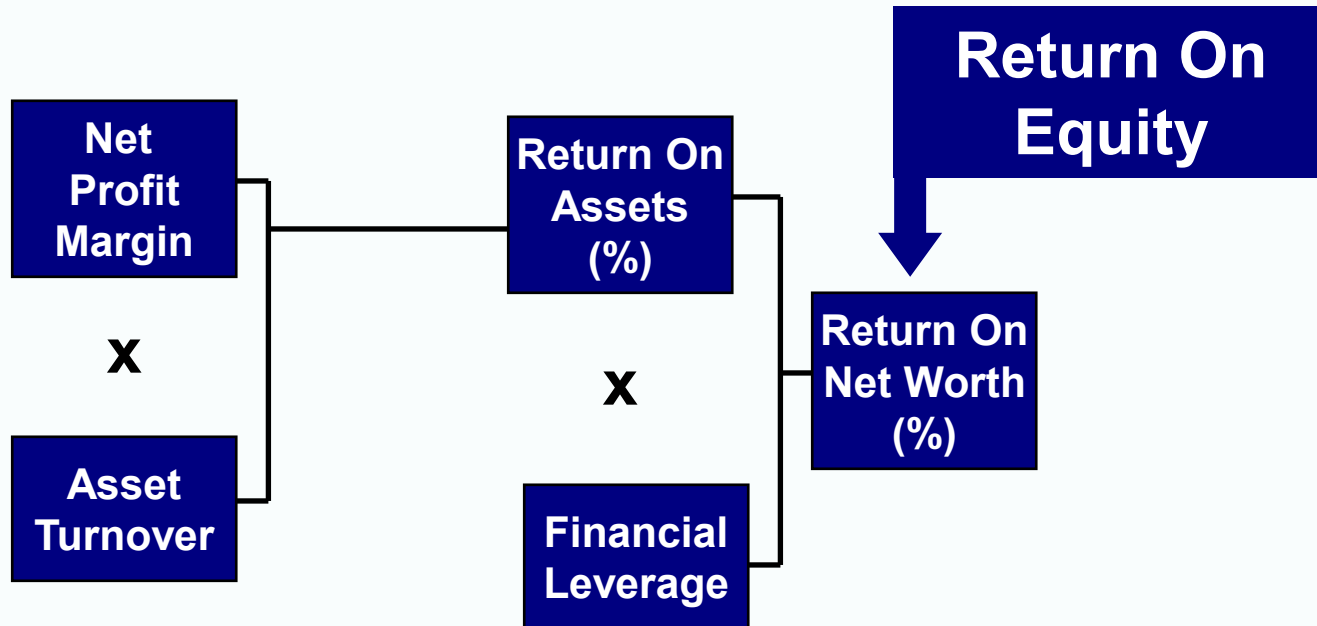 Return On
Equity
Net
Profit
Margin
x
Asset
Turnover
Return On
Assets
(%)
x
Financial
Leverage
Return On
Net Worth
(%)